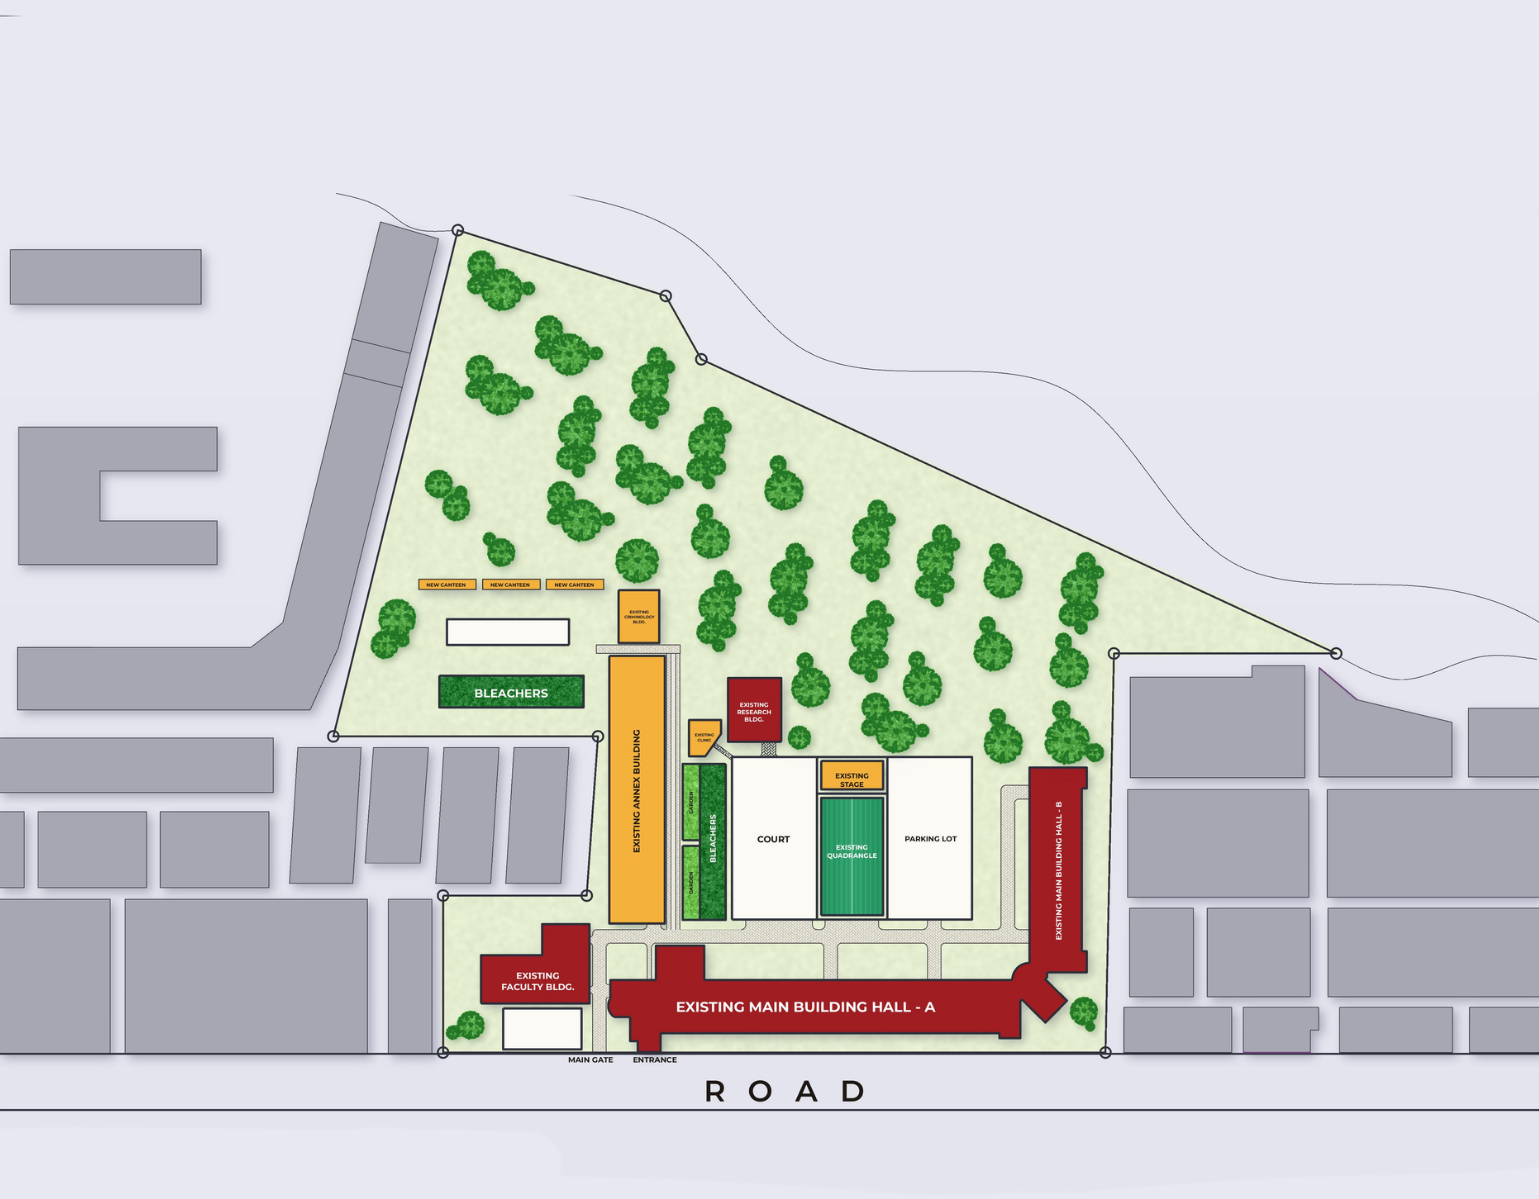 NEW CANTEEN
NEW CANTEEN
NEW CANTEEN
EXISTING
CRIMINOLOGY
BLDG.
BLEACHERS
EXISTING
RESEARCH
BLDG.
EXISTING
CLINIC
EXISTING ANNEX BUILDING
GARDEN
GARDEN
BLEACHERS
COURT
EXISTING
STAGE
EXISTING
QUADRANGLE
PARKING LOT
EXISTING MAIN BUILDING HALL - B
EXISTING
FACULTY BLDG.
EXISTING MAIN BUILDING HALL - A
MAIN GATE
ENTRANCE
ROAD